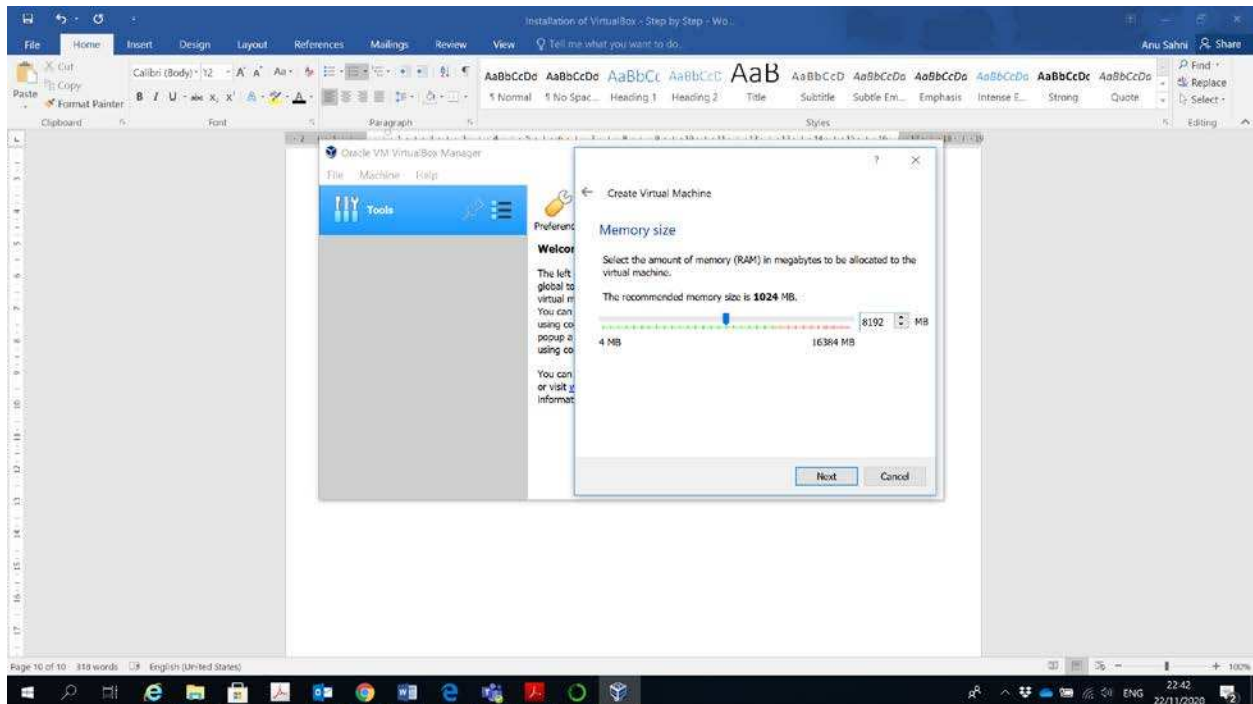 Installation of VirtualBox - Step by Step - Wo...
File Home Insert Design Layout References Mailings Review View Tell me what you want to do... Anu Sahni Share
Paste
Cut
Copy
Format Painter
Clipboard
Calibri (Body) 12
Font
Paragraph
AaBbCcDc AaBbCcDc AaBbCc AaBbCcC AaB AaBbCcD AaBbCcDa AaBbCcDa AaBbCcDa AaBbCcDc AaBbCcDa
¶ Normal ¶ No Spac... Heading 1 Heading 2 Title Subtitle Subtle Em... Emphasis Intense E... Strong Quote
Styles
Find
Replace
Select
Editing
Oracle VM VirtualBox Manager
File Machine Help
Tools
Preferenc
Welcor
The left
global to
virtual m
You can
using co
popup a
using co
You can
or visit
informat
Create Virtual Machine
Memory size
Select the amount of memory (RAM) in megabytes to be allocated to the
virtual machine.
The recommended memory size is 1024 MB.
8192 MB
4 MB 16384 MB
Next Cancel
Page 10 of 10 318 words English (United States) 100%
ENG
22:42
22/11/2020